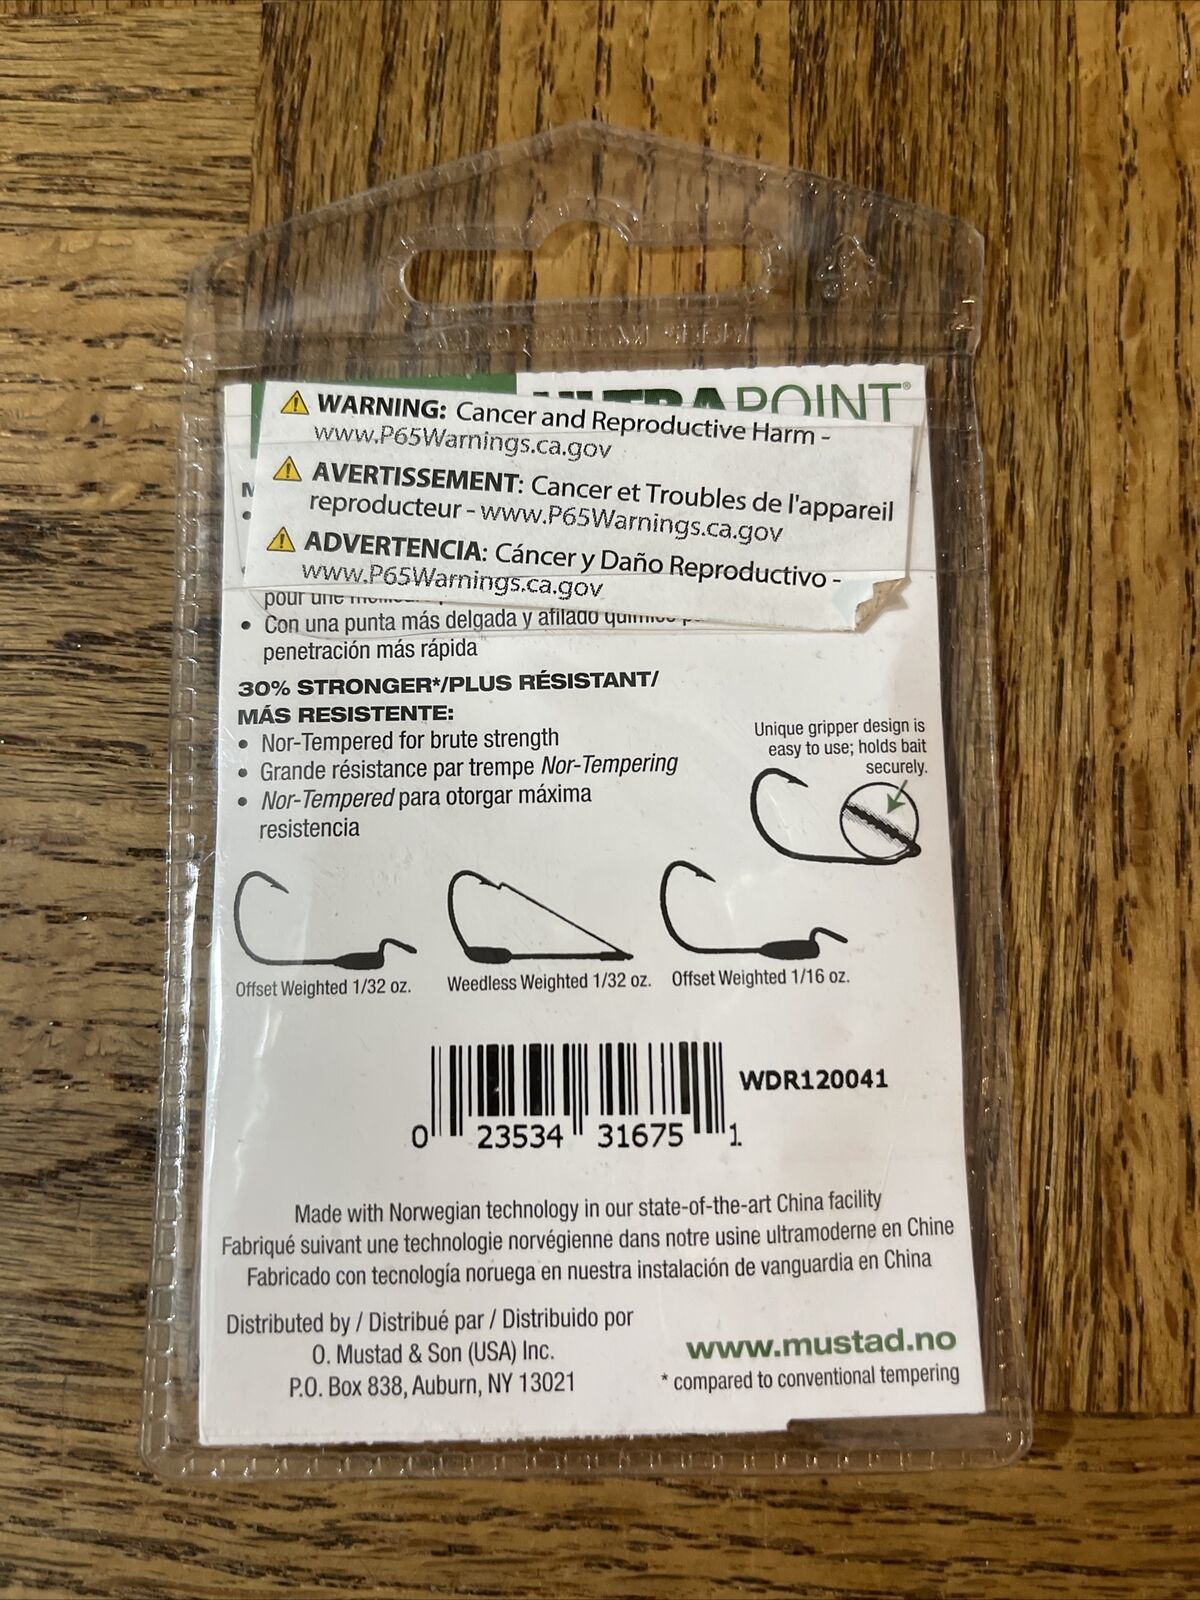 ULTRAPOINT®
⚠ WARNING: Cancer and Reproductive Harm -
www.P65Warnings.ca.gov
⚠ AVERTISSEMENT: Cancer et Troubles de l'appareil
reproducteur - www.P65Warnings.ca.gov
⚠ ADVERTENCIA: Cáncer y Daño Reproductivo -
www.P65Warnings.ca.gov
pour une
• Con una punta más delgada y afilado
penetración más rápida
30% STRONGER*/PLUS RÉSISTANT/
MÁS RESISTENTE:
• Nor-Tempered for brute strength
• Grande résistance par trempe Nor-Tempering
• Nor-Tempered para otorgar máxima
resistencia
Unique gripper design is
easy to use; holds bait
securely.
Offset Weighted 1/32 oz.
Weedless Weighted 1/32 oz.
Offset Weighted 1/16 oz.
WDR120041
0 23534 31675 1
Made with Norwegian technology in our state-of-the-art China facility
Fabriqué suivant une technologie norvégienne dans notre usine ultramoderne en Chine
Fabricado con tecnología noruega en nuestra instalación de vanguardia en China
Distributed by / Distribué par / Distribuido por
O. Mustad & Son (USA) Inc.
P.O. Box 838, Auburn, NY 13021
www.mustad.no
* compared to conventional tempering